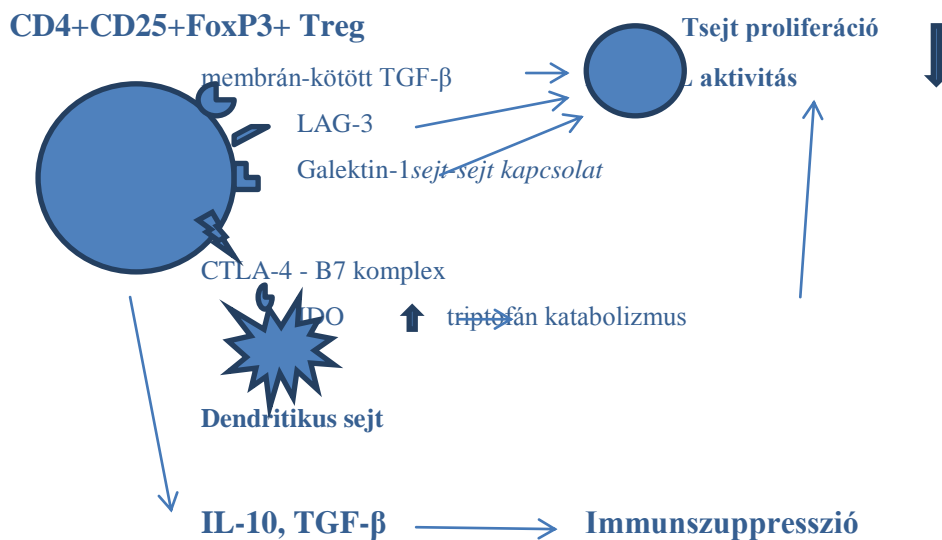 CD4+CD25+FoxP3+ Treg
Tsejt proliferáció
membrán-kötött TGF-β
aktivitás
LAG-3
Galektin-1sejt-sejt kapcsolat
CTLA-4 - B7 komplex
IDO
triptofán katabolizmus
Dendritikus sejt
IL-10, TGF-β
Immunszuppresszió